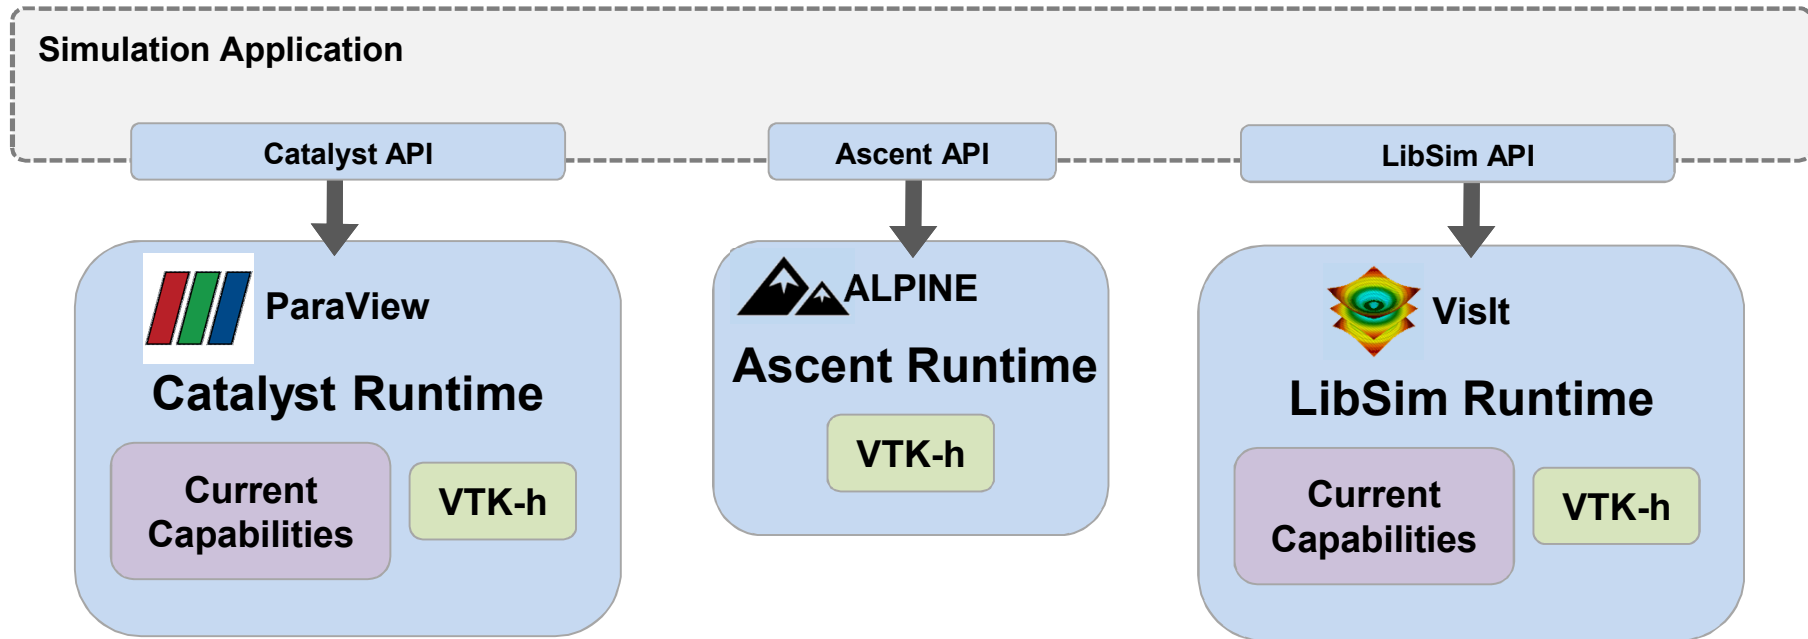 Simulation Application
Catalyst API
Ascent API
LibSim API
ParaView
Catalyst Runtime
Current
Capabilities
VTK-h
ALPINE
Ascent Runtime
VTK-h
VisIt
LibSim Runtime
Current
Capabilities
VTK-h